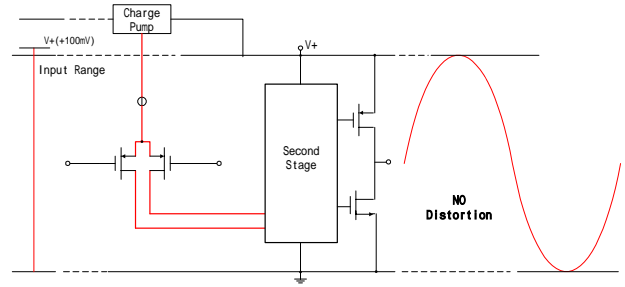 Charge
Pump
V+(+100mV)
V+
Input Range
Second
Stage
NO
Distortion